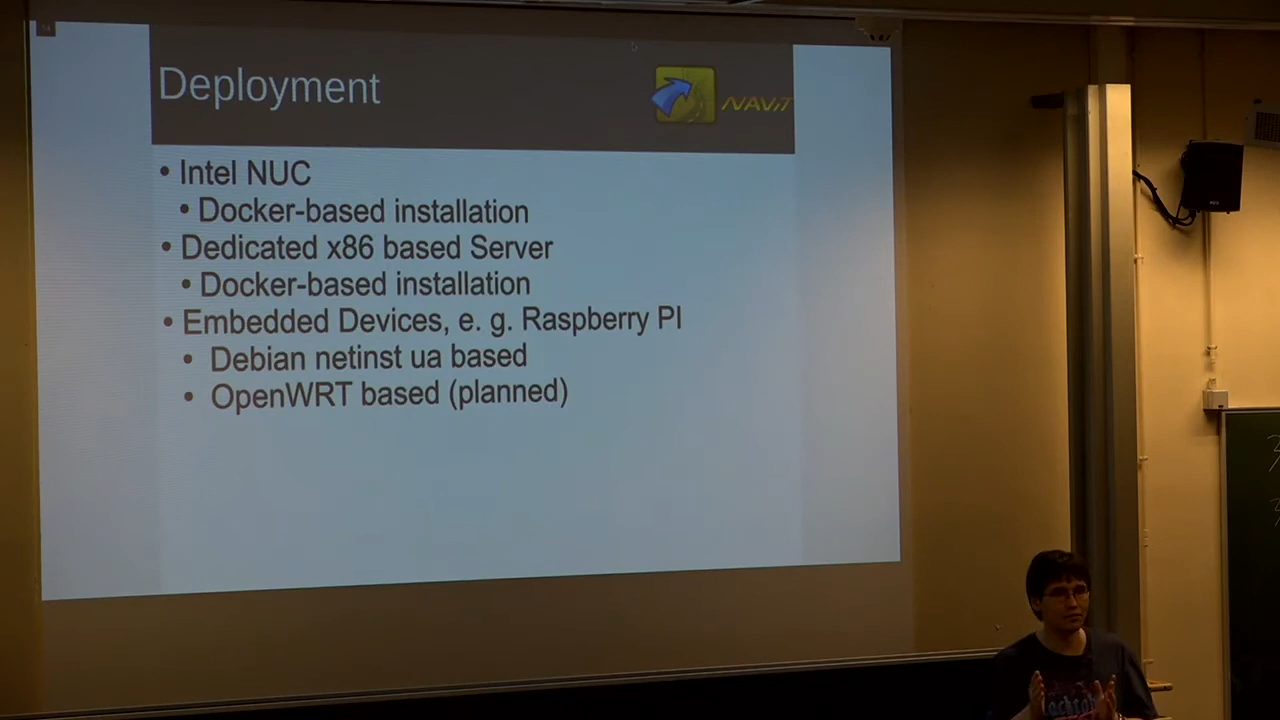 Deployment
NAVIT
• Intel NUC
• Docker-based installation
• Dedicated x86 based Server
• Docker-based installation
• Embedded Devices, e. g. Raspberry PI
• Debian netinst ua based
• OpenWRT based (planned)